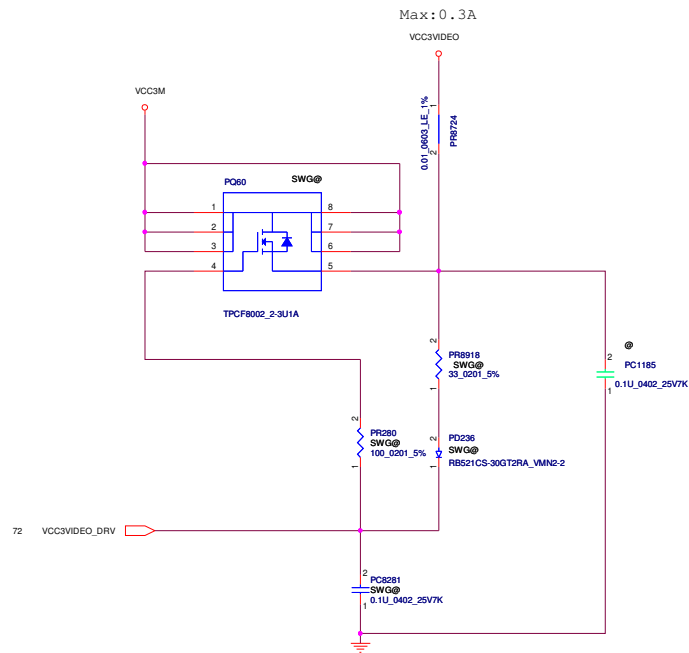 Max:0.3A
VCC3VIDEO
VCC3M
1
0.01_0603_LE_1%
PR8724
2
PQ60
SWG@
1
8
2
7
3
6
4
5
TPCF8002_2-3U1A
2
PR8918
SWG@
33_0201_5%
1
@
2
PC1185
0.1U_0402_25V7K
1
2
PR280
SWG@
100_0201_5%
1
2
PD236
SWG@
RB521CS-30GT2RA_VMN2-2
1
72
VCC3VIDEO_DRV
2
PC8281
SWG@
0.1U_0402_25V7K
1